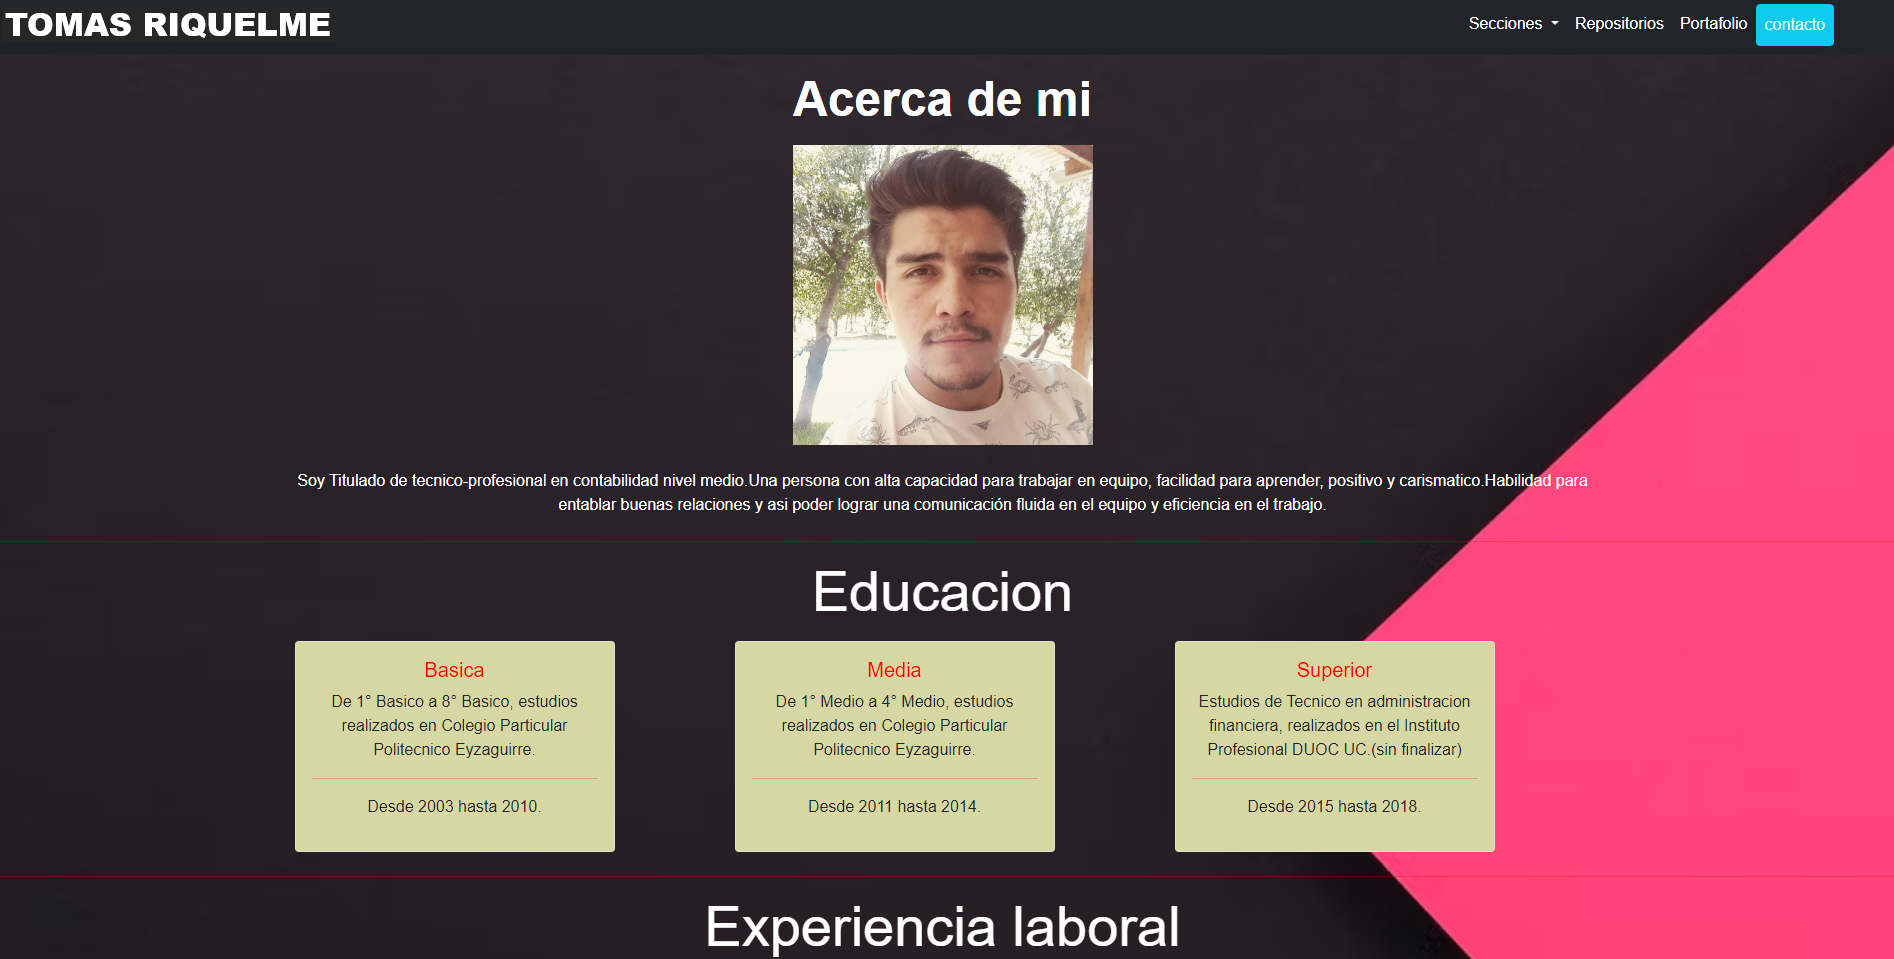 TOMAS RIQUELME
Secciones Repositorios Portafolio contacto
Acerca de mi
Soy Titulado de tecnico-profesional en contabilidad nivel medio.Una persona con alta capacidad para trabajar en equipo, facilidad para aprender, positivo y carismatico.Habilidad para
entablar buenas relaciones y asi poder lograr una comunicación fluida en el equipo y eficiencia en el trabajo.
Educacion
Basica
De 1° Basico a 8° Basico, estudios
realizados en Colegio Particular
Politecnico Eyzaguirre.
Desde 2003 hasta 2010.
Media
De 1° Medio a 4° Medio, estudios
realizados en Colegio Particular
Politecnico Eyzaguirre.
Desde 2011 hasta 2014.
Superior
Estudios de Tecnico en administracion
financiera, realizados en el Instituto
Profesional DUOC UC.(sin finalizar)
Desde 2015 hasta 2018.
Experiencia laboral